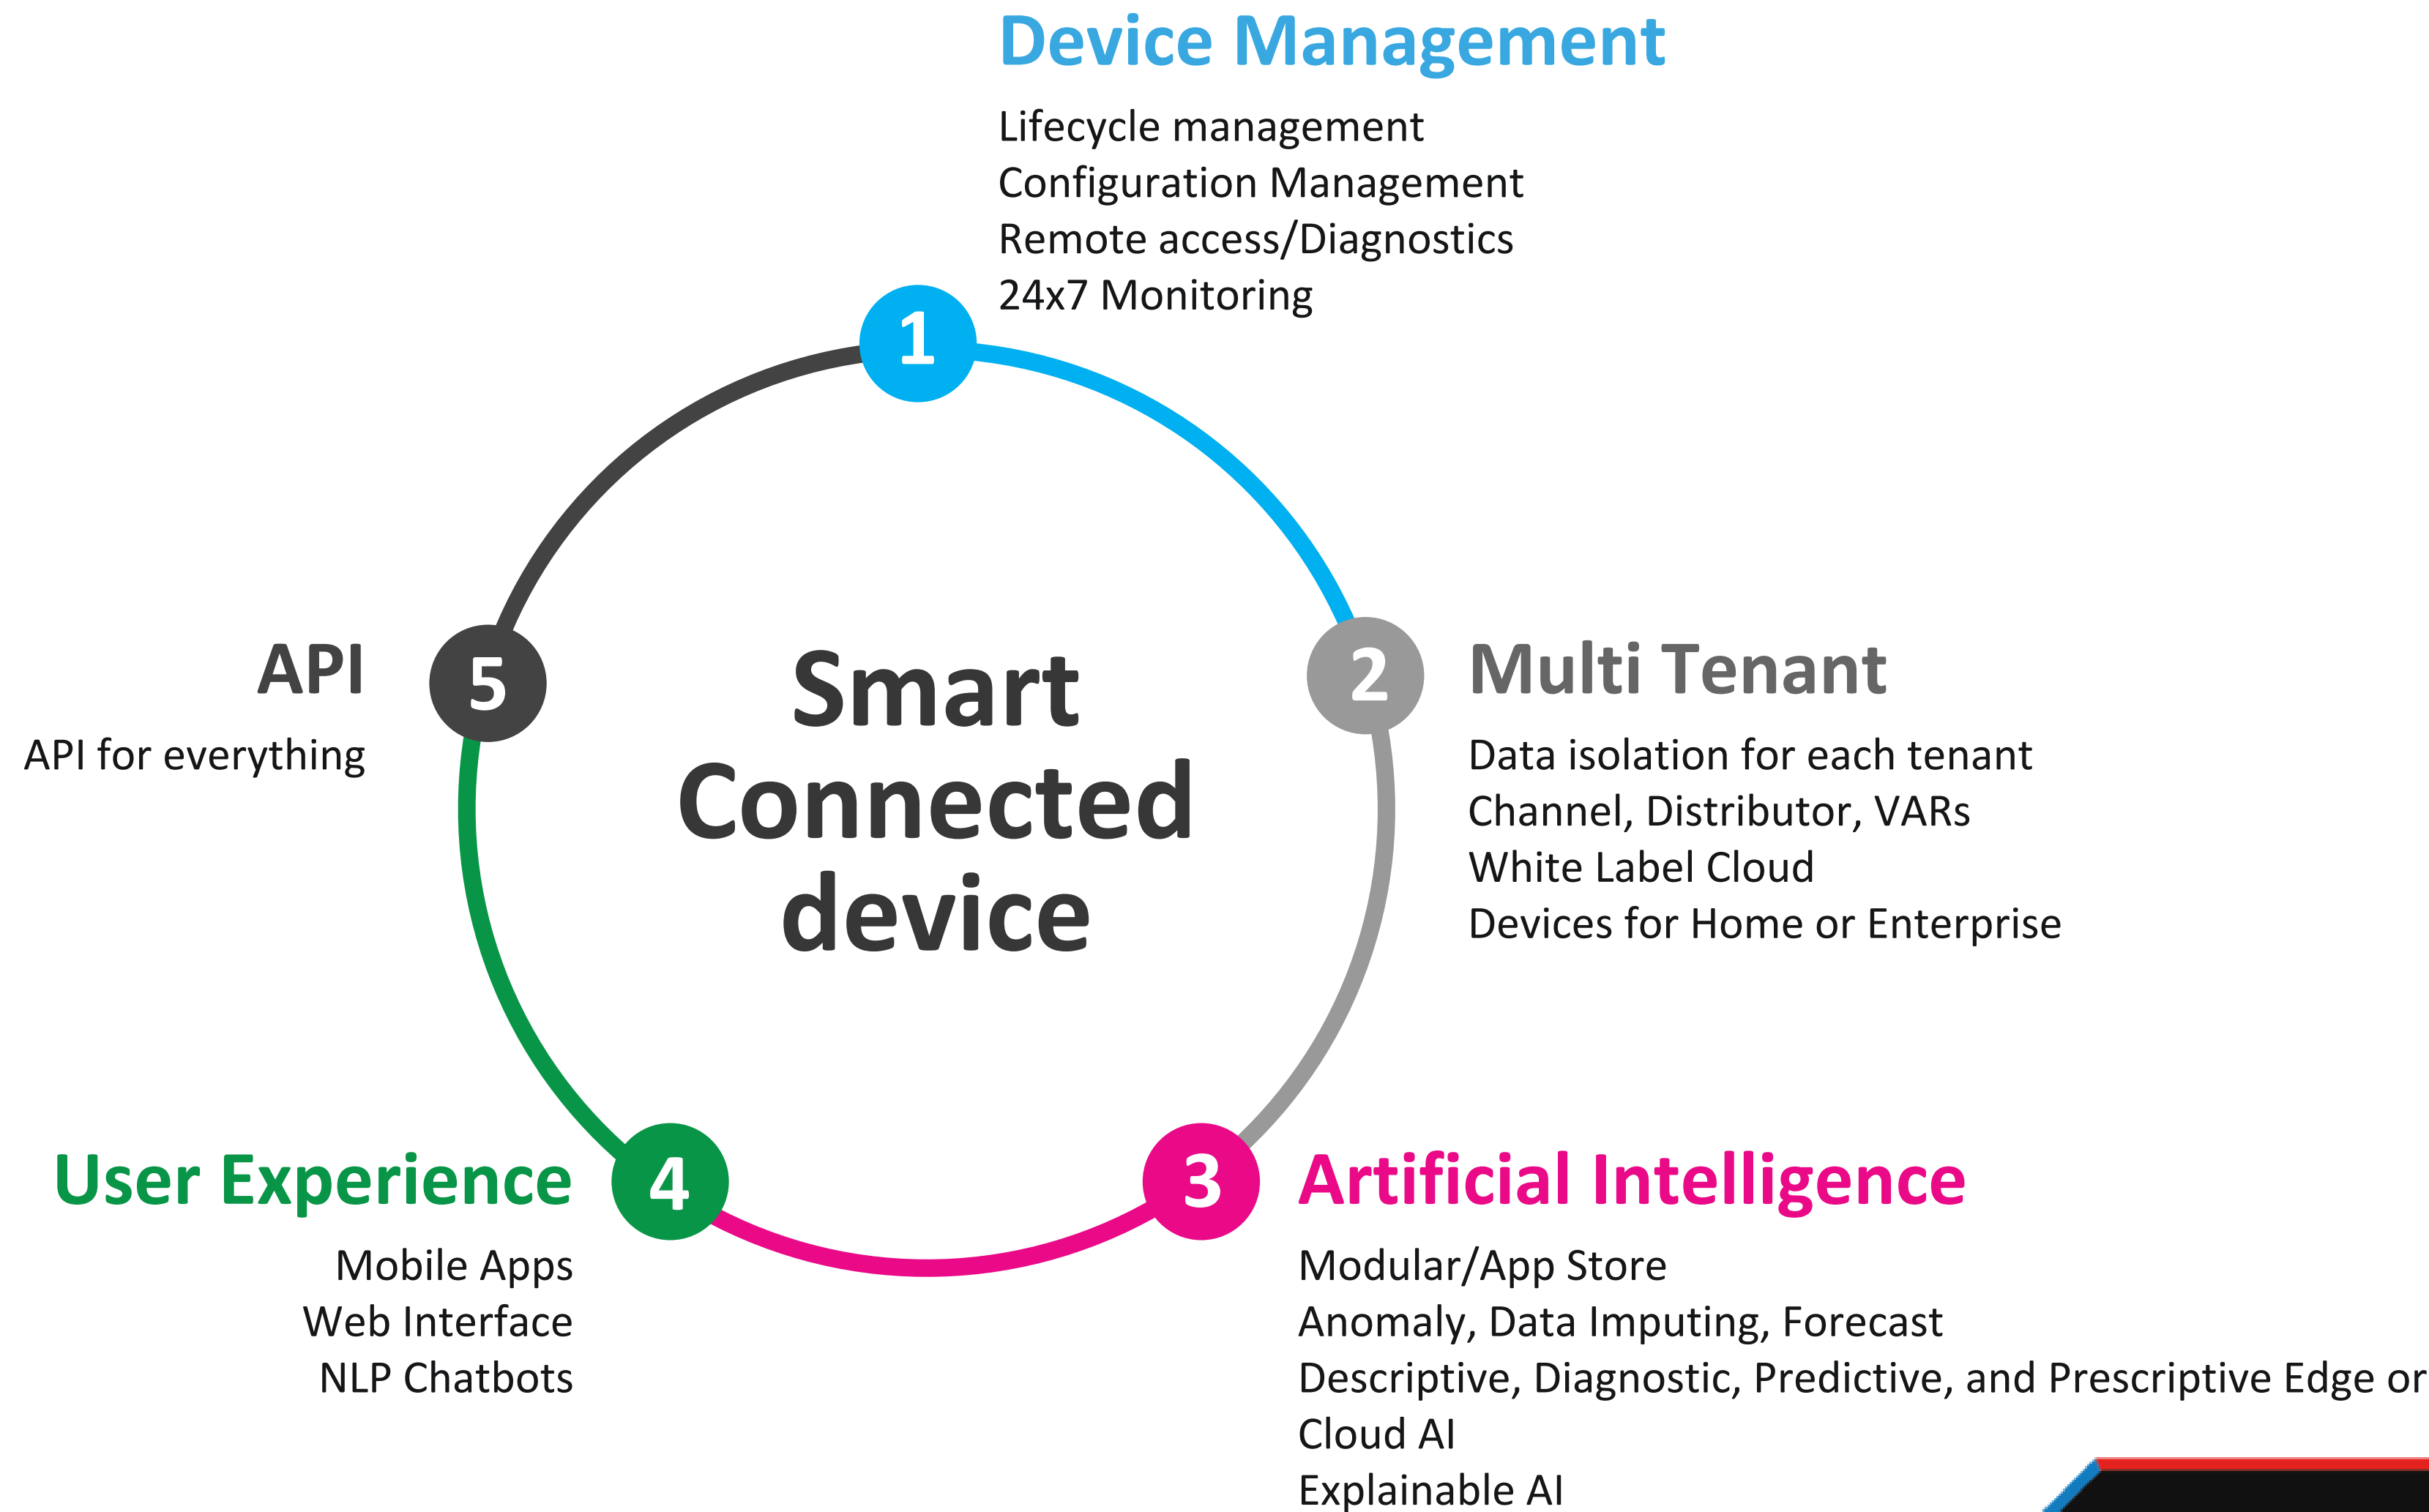 Device Management
Lifecycle management
Configuration Management
Remote access/Diagnostics
24x7 Monitoring
1
2
Multi Tenant
Data isolation for each tenant
Channel, Distributor, VARs
White Label Cloud
Devices for Home or Enterprise
3
Artificial Intelligence
Modular/App Store
Anomaly, Data Imputing, Forecast
Descriptive, Diagnostic, Predictive, and Prescriptive Edge or
Cloud AI
Explainable AI
4
User Experience
Mobile Apps
Web Interface
NLP Chatbots
5
API
API for everything
Smart
Connected
device